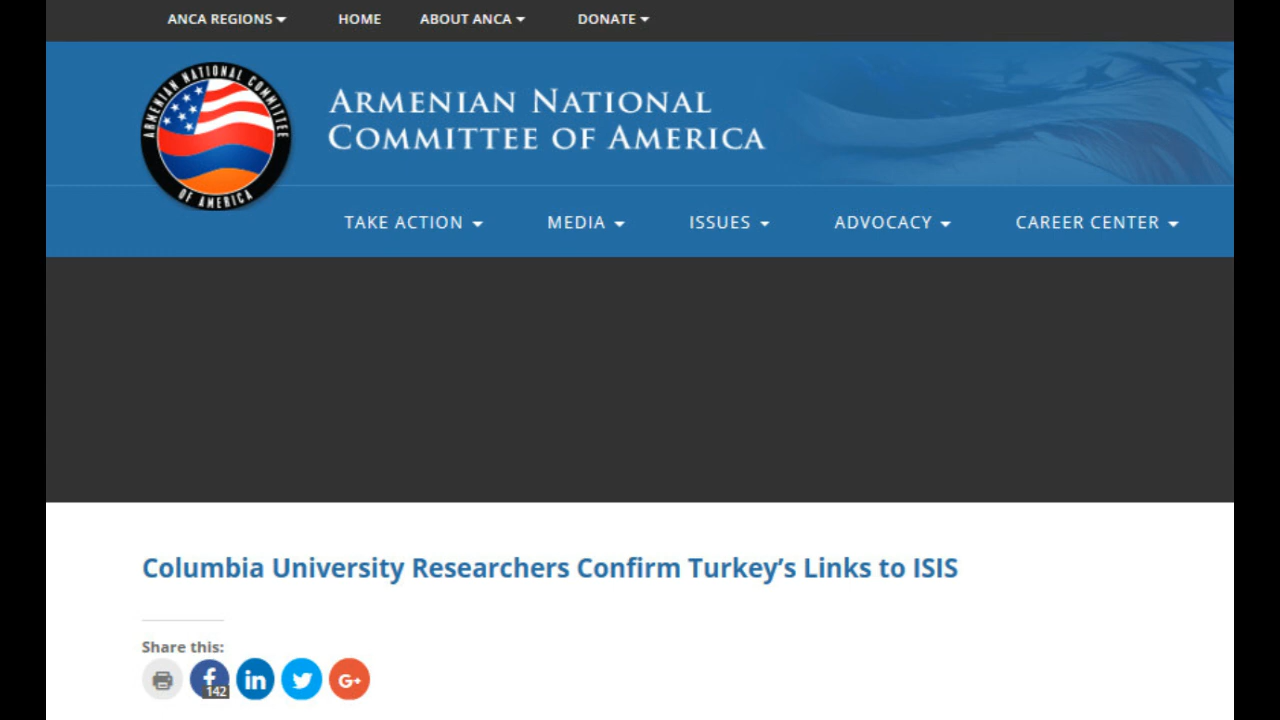 ANCA REGIONS HOME ABOUT ANCA DONATE
ARMENIAN NATIONAL COMMITTEE
OF AMERICA
ARMENIAN NATIONAL
COMMITTEE OF AMERICA
TAKE ACTION MEDIA ISSUES ADVOCACY CAREER CENTER
Columbia University Researchers Confirm Turkey’s Links to ISIS
Share this:
142